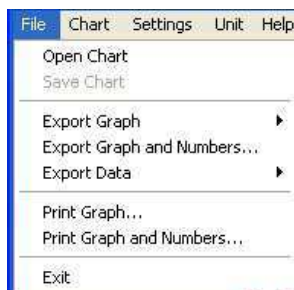 File Chart Settings Unit Help
Open Chart
Save Chart
Export Graph
Export Graph and Numbers...
Export Data
Print Graph...
Print Graph and Numbers...
Exit